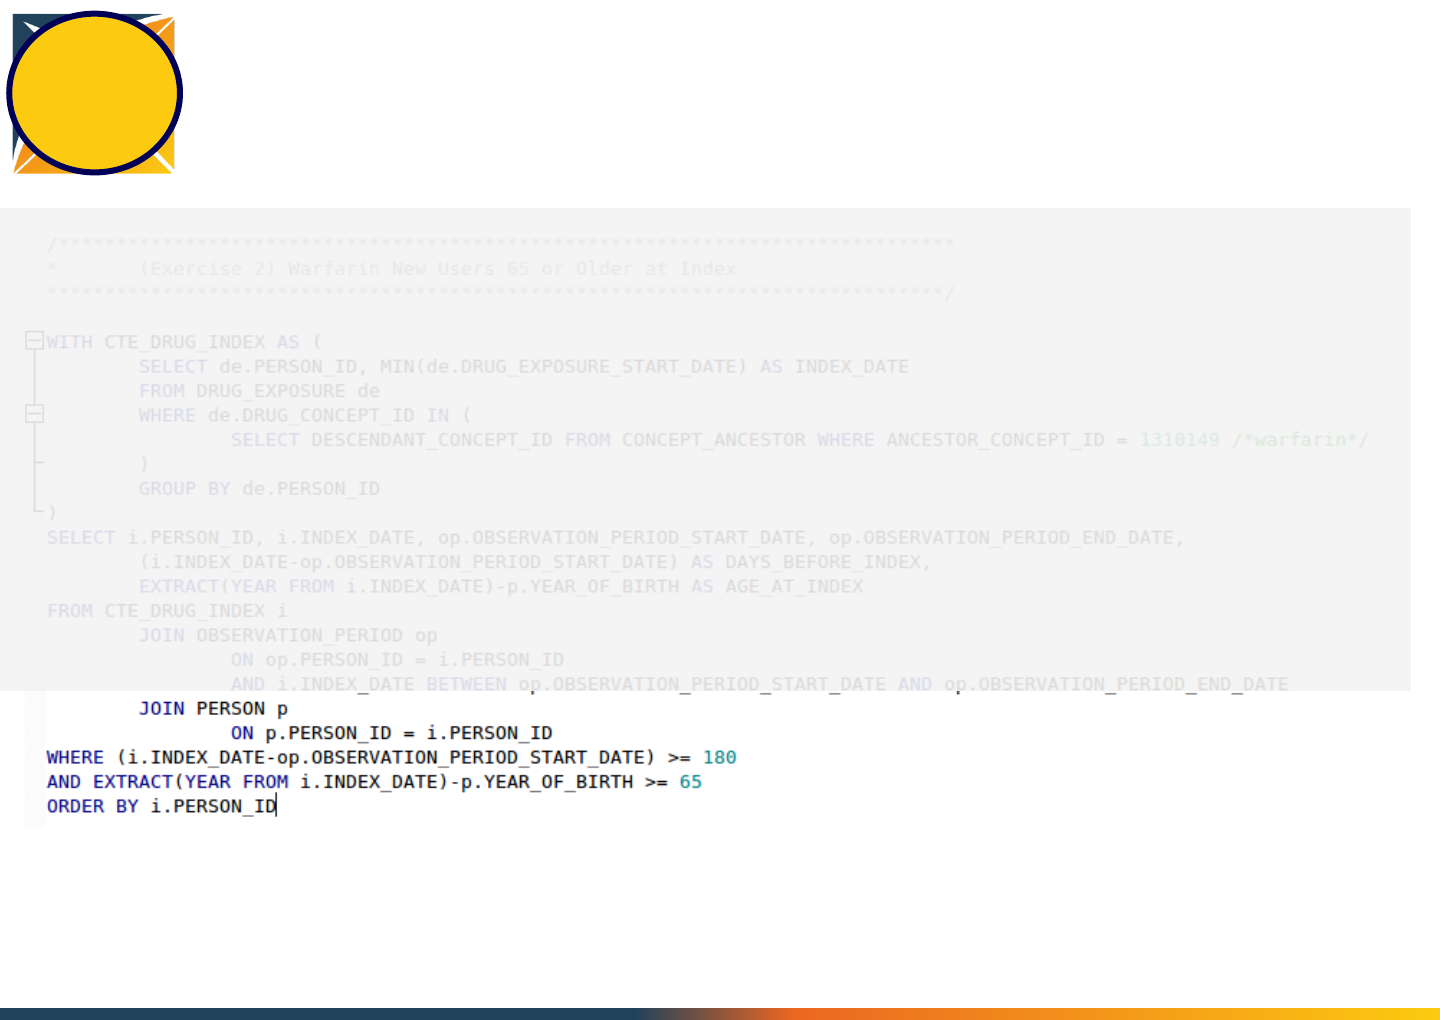 /******************************************************************************
* (Exercise 2) Warfarin New Users 65 or Older at Index
******************************************************************************/
WITH CTE_DRUG_INDEX AS (
SELECT de.PERSON_ID, MIN(de.DRUG_EXPOSURE_START_DATE) AS INDEX_DATE
FROM DRUG_EXPOSURE de
WHERE de.DRUG_CONCEPT_ID IN (
SELECT DESCENDANT_CONCEPT_ID FROM CONCEPT_ANCESTOR WHERE ANCESTOR_CONCEPT_ID = 1310149 /*warfarin*/
)
GROUP BY de.PERSON_ID
)
SELECT i.PERSON_ID, i.INDEX_DATE, op.OBSERVATION_PERIOD_START_DATE, op.OBSERVATION_PERIOD_END_DATE,
(i.INDEX_DATE-op.OBSERVATION_PERIOD_START_DATE) AS DAYS_BEFORE_INDEX,
EXTRACT(YEAR FROM i.INDEX_DATE)-p.YEAR_OF_BIRTH AS AGE_AT_INDEX
FROM CTE_DRUG_INDEX i
JOIN OBSERVATION_PERIOD op
ON op.PERSON_ID = i.PERSON_ID
AND i.INDEX_DATE BETWEEN op.OBSERVATION_PERIOD_START_DATE AND op.OBSERVATION_PERIOD_END_DATE
JOIN PERSON p
ON p.PERSON_ID = i.PERSON_ID
WHERE (i.INDEX_DATE-op.OBSERVATION_PERIOD_START_DATE) >= 180
AND EXTRACT(YEAR FROM i.INDEX_DATE)-p.YEAR_OF_BIRTH >= 65
ORDER BY i.PERSON_ID